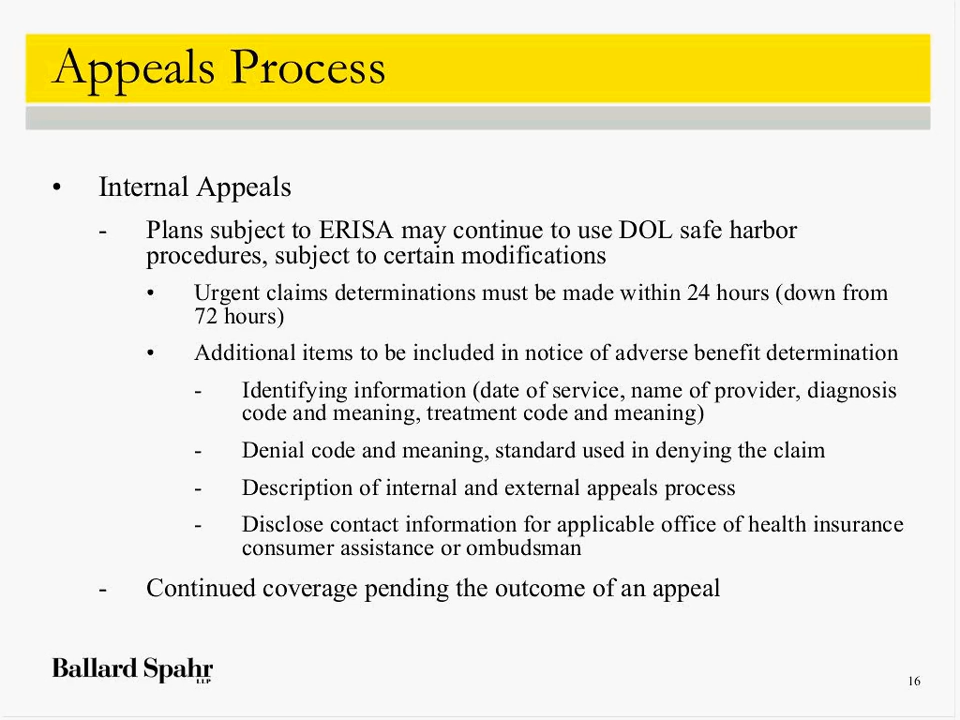 Appeals Process
• Internal Appeals
- Plans subject to ERISA may continue to use DOL safe harbor
procedures, subject to certain modifications
• Urgent claims determinations must be made within 24 hours (down from
72 hours)
• Additional items to be included in notice of adverse benefit determination
- Identifying information (date of service, name of provider, diagnosis
code and meaning, treatment code and meaning)
- Denial code and meaning, standard used in denying the claim
- Description of internal and external appeals process
- Disclose contact information for applicable office of health insurance
consumer assistance or ombudsman
- Continued coverage pending the outcome of an appeal
Ballard Spahr
LLP
16